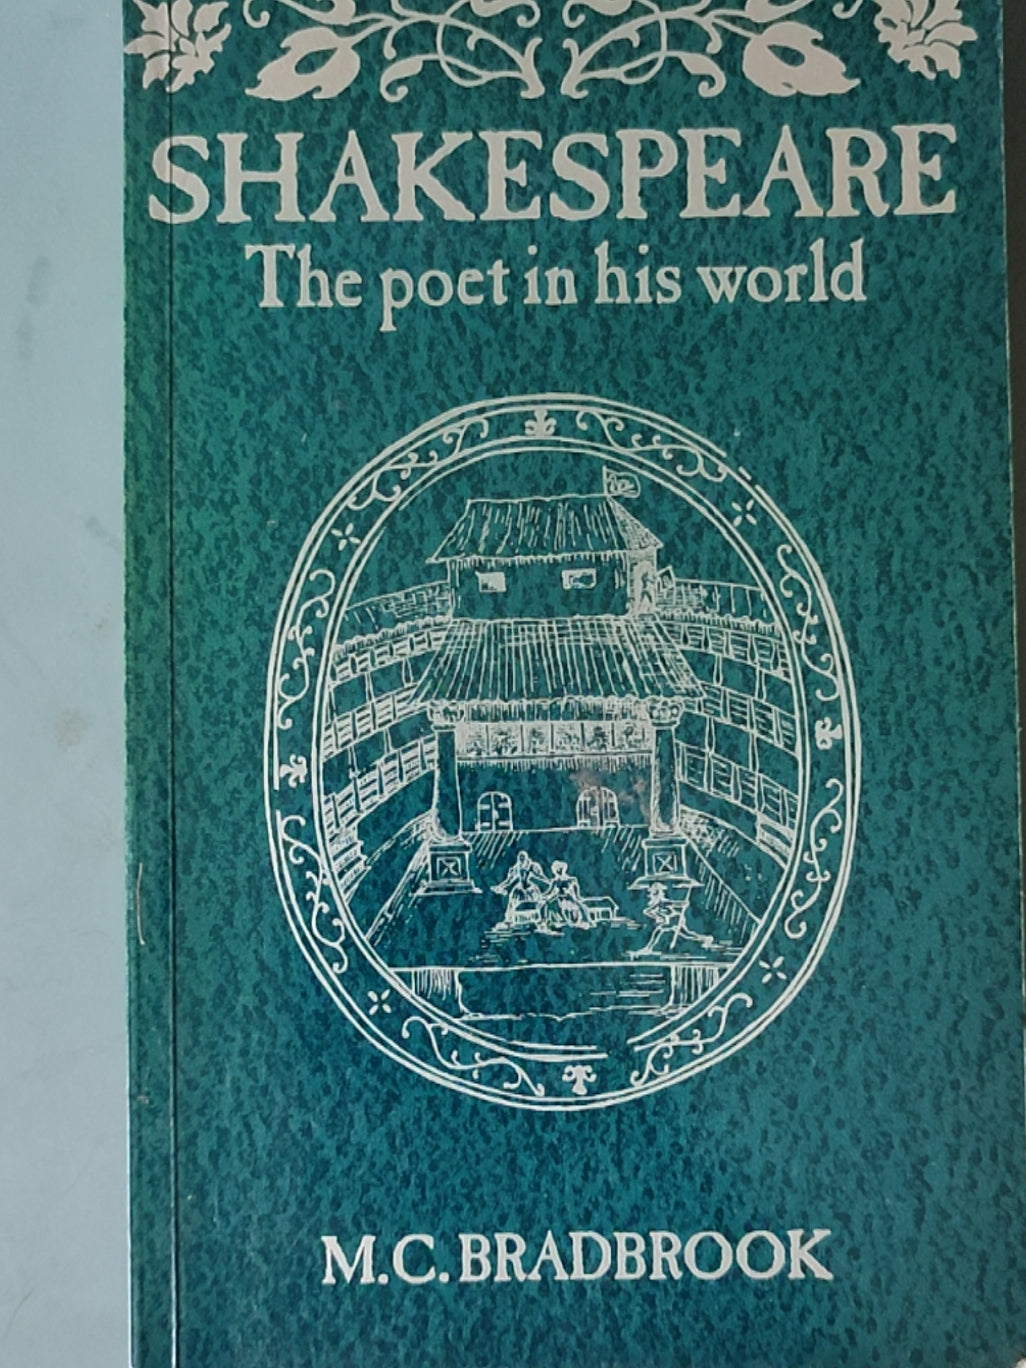 SHAKESPEARE
The poet in his world
M.C. BRADBROOK